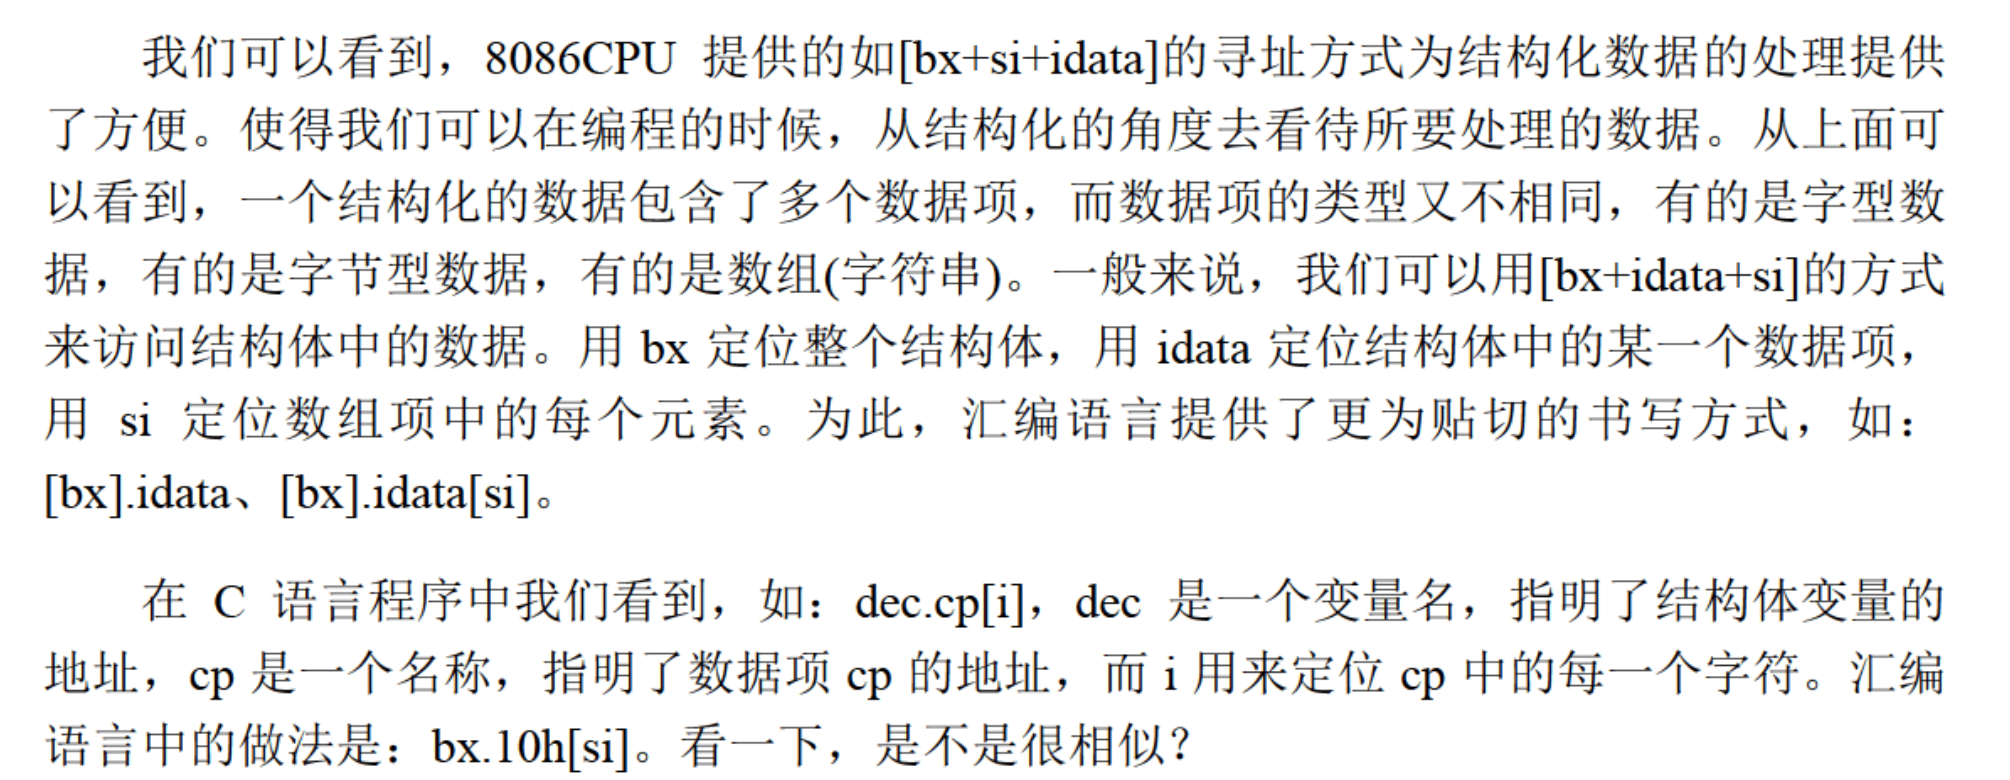 我们可以看到，8086CPU 提供的如[bx+si+idata]的寻址方式为结构化数据的处理提供
了方便。使得我们可以在编程的时候，从结构化的角度去看待所要处理的数据。从上面可
以看到，一个结构化的数据包含了多个数据项，而数据项的类型又不相同，有的是字型数
据，有的是字节型数据，有的是数组(字符串)。一般来说，我们可以用[bx+idata+si]的方式
来访问结构体中的数据。用 bx 定位整个结构体，用 idata 定位结构体中的某一个数据项，
用 si 定位数组项中的每个元素。为此，汇编语言提供了更为贴切的书写方式，如：
[bx].idata、[bx].idata[si]。
在 C 语言程序中我们看到，如：dec.cp[i]，dec 是一个变量名，指明了结构体变量的
地址，cp 是一个名称，指明了数据项 cp 的地址，而 i 用来定位 cp 中的每一个字符。汇编
语言中的做法是：bx.10h[si]。看一下，是不是很相似？